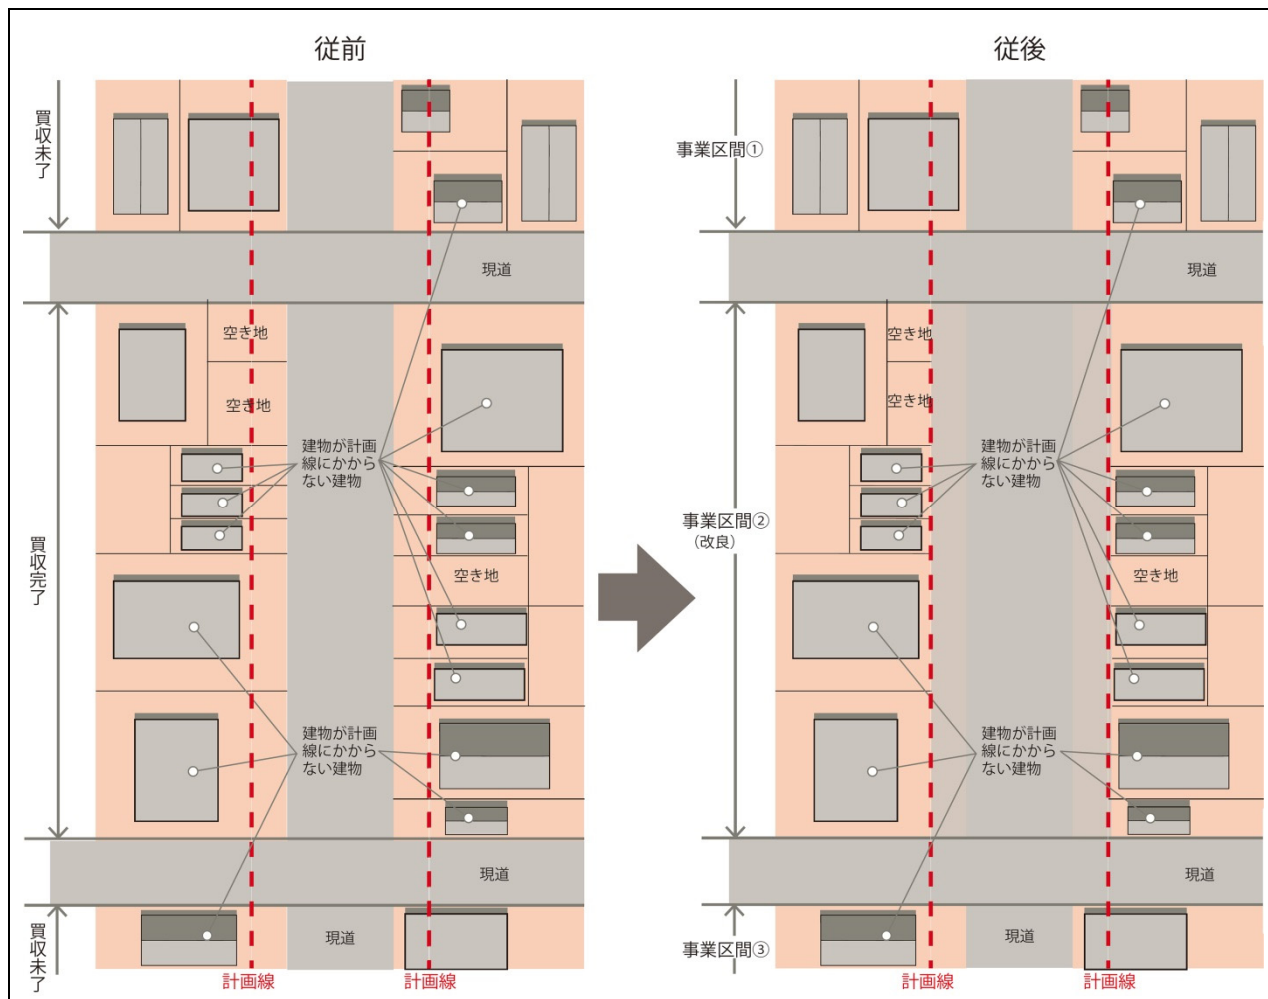 従前
従後
買収未了
現道
空き地
空き地
建物が計画
線にかから
ない建物
買収完了
空き地
建物が計画
線にかから
ない建物
現道
買収未了
現道
計画線
計画線
事業区間①
現道
空き地
空き地
建物が計画
線にかから
ない建物
事業区間②
（改良）
空き地
建物が計画
線にかから
ない建物
現道
事業区間③
現道
計画線
計画線